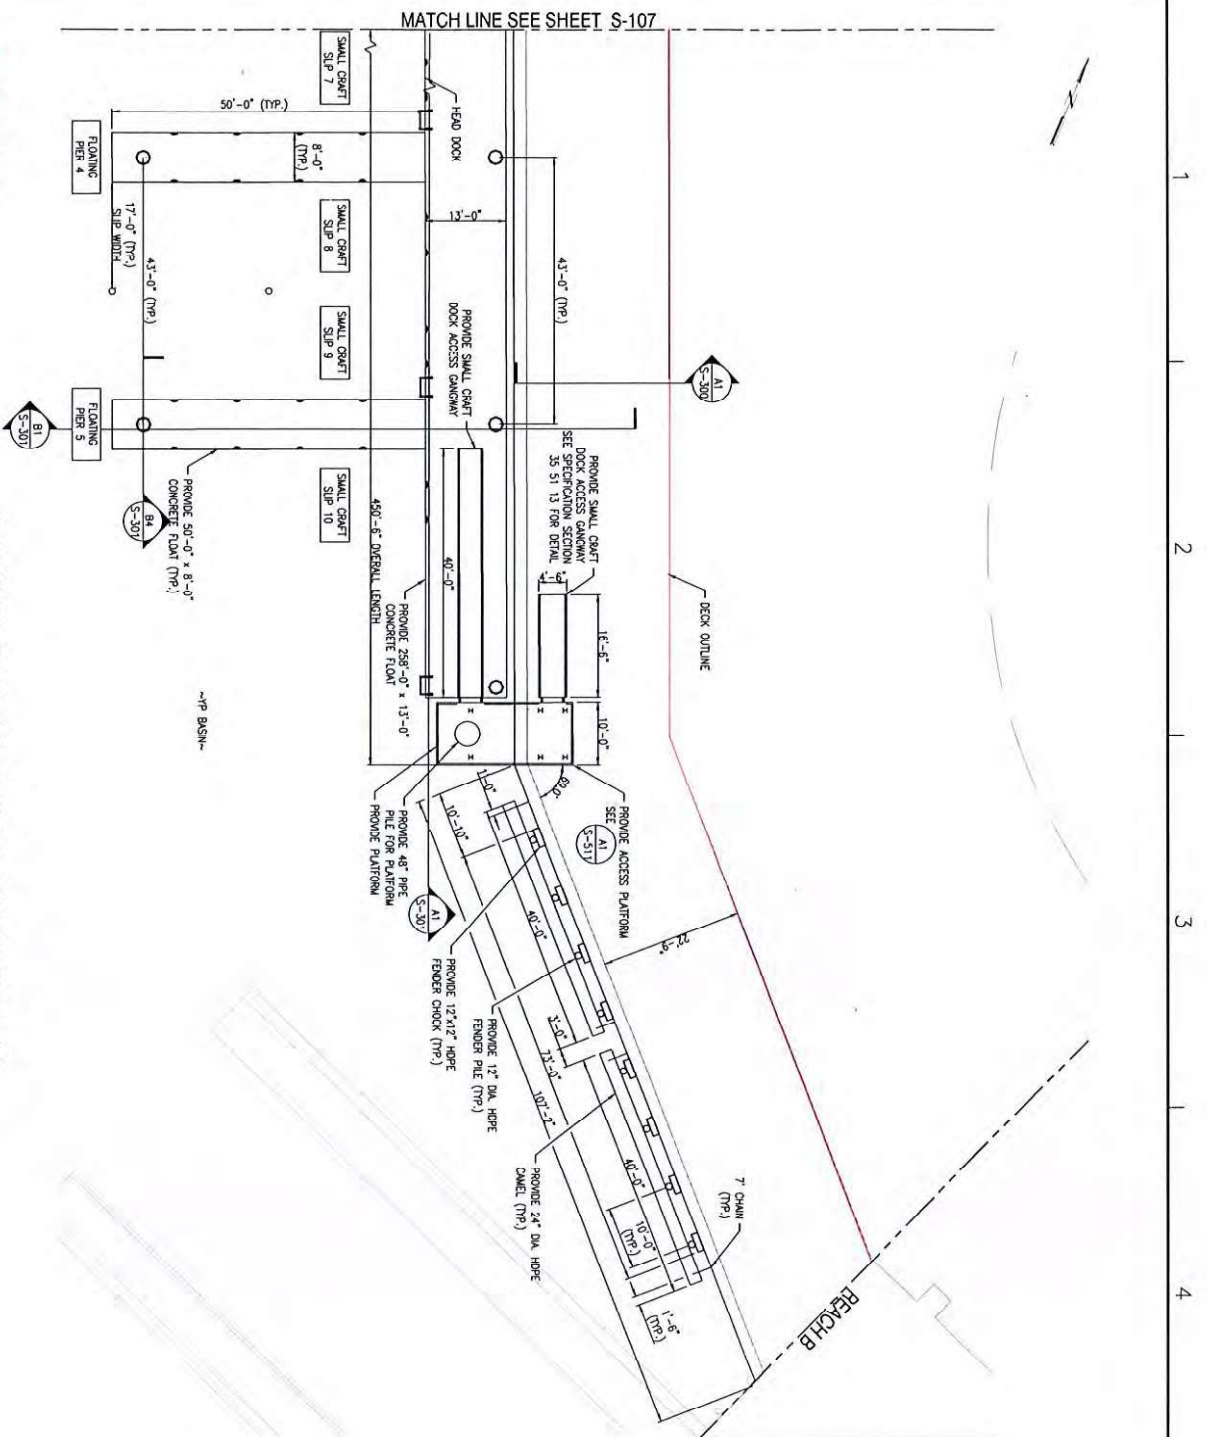 MATCH LINE SEE SHEET S-107
SMALL CRAFT
SLIP 7
50'-0" (TYP.)
HEAD DOCK
FLOATING
PIER 4
8'-0"
(TYP.)
17'-0" (TYP.)
SLIP WIDTH
43'-0" (TYP.)
SMALL CRAFT
SLIP 8
13'-0"
43'-0" (TYP.)
N
1
SMALL CRAFT
SLIP 9
PROVIDE SMALL CRAFT
DOCK ACCESS GANGWAY
A1
S-300
FLOATING
PIER 5
B1
S-301
B4
S-301
PROVIDE 50'-0" x 8'-0"
CONCRETE FLOAT (TYP.)
SMALL CRAFT
SLIP 10
450'-6" OVERALL LENGTH
40'-0"
PROVIDE SMALL CRAFT
DOCK ACCESS GANGWAY
SEE SPECIFICATION SECTION
35 51 13 FOR DETAIL
4'-6"
16'-6"
DECK OUTLINE
2
PROVIDE 258'-0" x 13'-0"
CONCRETE FLOAT
~YP BASIN~
10'-0"
PROVIDE 48" PIPE
PILE FOR PLATFORM
PROVIDE PLATFORM
PROVIDE ACCESS PLATFORM
SEE
A1
S-511
10'-10"
40'-0"
22'-9"
3
PROVIDE 12"x12" HDPE
FENDER CHOCK (TYP.)
PROVIDE 12" DIA. HDPE
FENDER PILE (TYP.)
3'-0"
73'-0"
107'-2"
PROVIDE 24" DIA. HDPE
CAMEL (TYP.)
40'-0"
10'-0"
(TYP.)
7' CHAIN
(TYP.)
1'-6"
(TYP.)
REACH B
4